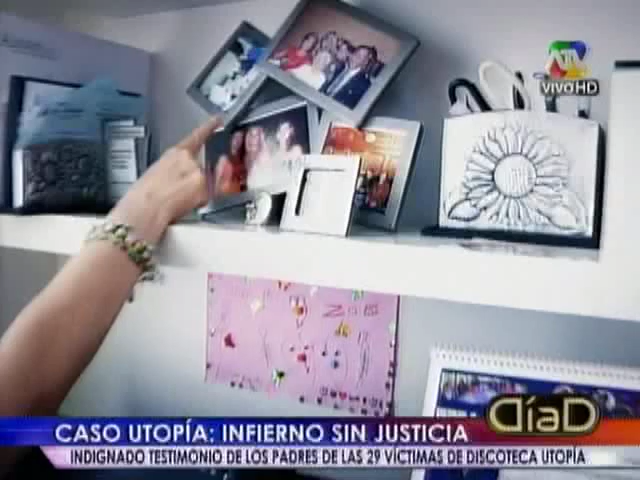 ATV
VIVO HD
DíaD
CASO UTOPÍA: INFIERNO SIN JUSTICIA
INDIGNADO TESTIMONIO DE LOS PADRES DE LAS 29 VÍCTIMAS DE DISCOTECA UTOPÍA